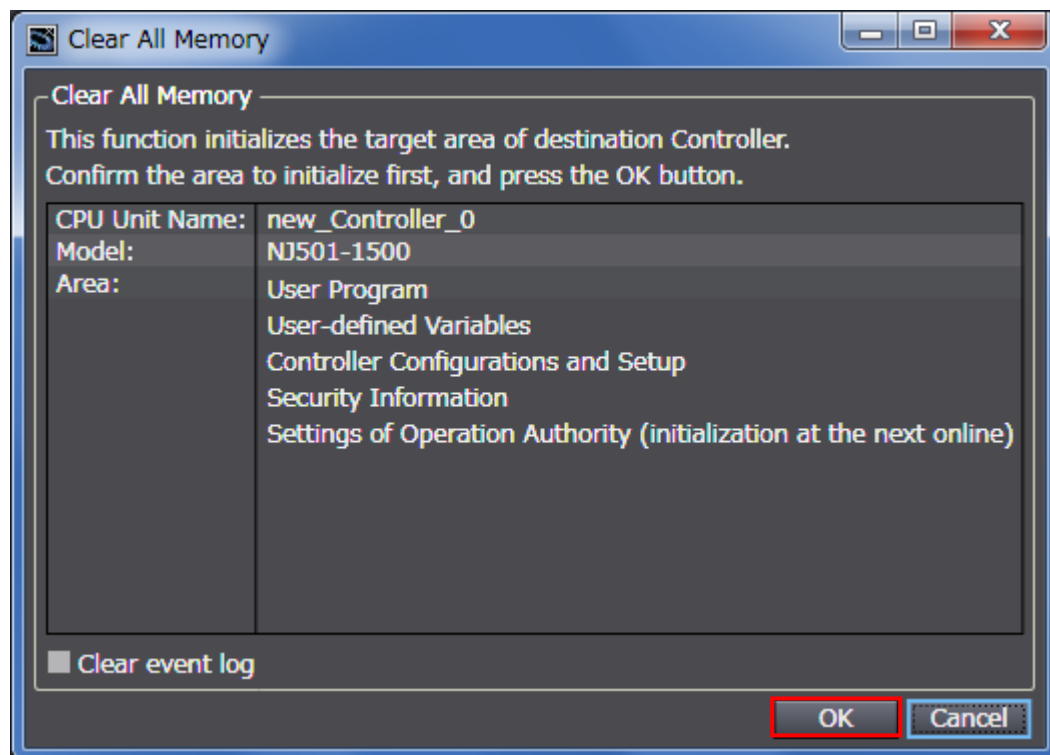 Clear All Memory
Clear All Memory
This function initializes the target area of destination Controller.
Confirm the area to initialize first, and press the OK button.
CPU Unit Name: new_Controller_0
Model: NJ501-1500
Area: User Program
User-defined Variables
Controller Configurations and Setup
Security Information
Settings of Operation Authority (initialization at the next online)
Clear event log
OK Cancel